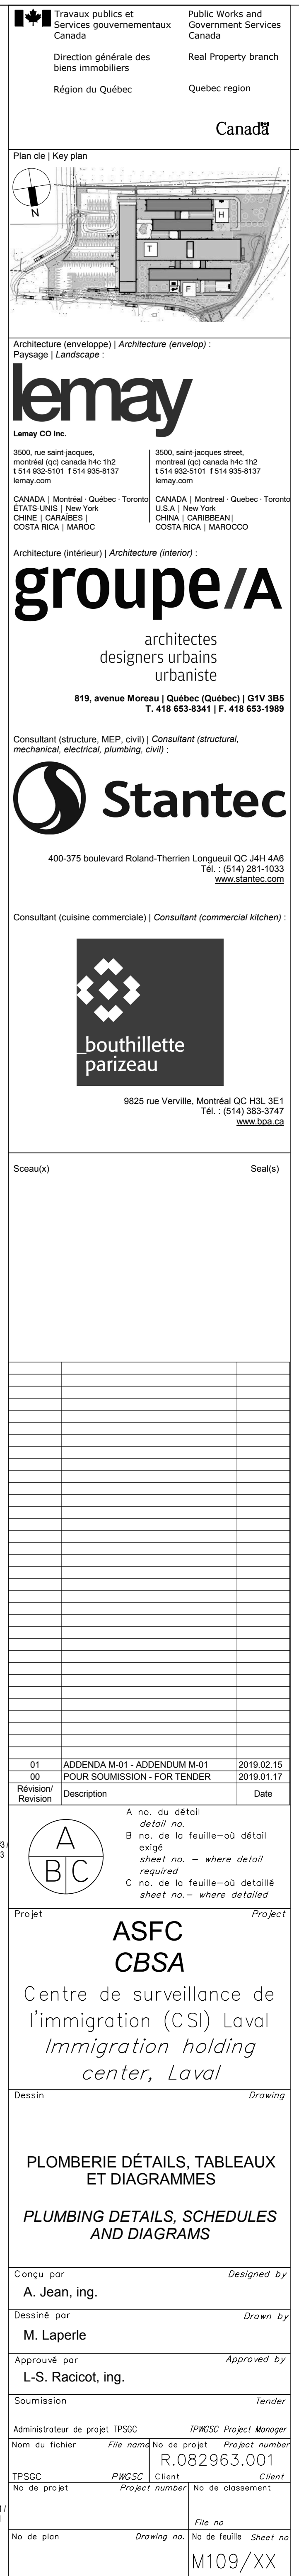 Travaux publics et
Services gouvernementaux
Canada
Public Works and
Government Services
Canada
Direction générale des
biens immobiliers
Real Property branch
Région du Québec
Quebec region
Canada
Plan cle | Key plan
N
H
T
F
Architecture (enveloppe) | Architecture (envelop) :
Paysage | Landscape :
lemay
Lemay CO inc.
3500, rue saint-jacques,
montréal (qc) canada h4c 1h2
t 514 932-5101 f 514 935-8137
lemay.com
CANADA | Montréal · Québec · Toronto
ÉTATS-UNIS | New York
CHINE | CARAÏBES |
COSTA RICA | MAROC
3500, saint-jacques street,
montreal (qc) canada h4c 1h2
t 514 932-5101 f 514 935-8137
lemay.com
CANADA | Montreal · Quebec · Toronto
U.S.A | New York
CHINA | CARIBBEAN|
COSTA RICA | MAROCCO
Architecture (intérieur) | Architecture (interior) :
groupe/A
architectes
designers urbains
urbaniste
819, avenue Moreau | Québec (Québec) | G1V 3B5
T. 418 653-8341 | F. 418 653-1989
Consultant (structure, MEP, civil) | Consultant (structural,
mechanical, electrical, plumbing, civil) :
Stantec
400-375 boulevard Roland-Therrien Longueuil QC J4H 4A6
Tél. : (514) 281-1033
www.stantec.com
Consultant (cuisine commerciale) | Consultant (commercial kitchen) :
_bouthillette
parizeau
9825 rue Verville, Montréal QC H3L 3E1
Tél. : (514) 383-3747
www.bpa.ca
Sceau(x) Seal(s)
01 ADDENDA M-01 - ADDENDUM M-01 2019.02.15
00 POUR SOUMISSION - FOR TENDER 2019.01.17
Révision/
Revision Description Date
A
B C
A no. du détail
detail no.
B no. de la feuille-où détail
exigé
sheet no. - where detail
required
C no. de la feuille-où detaillé
sheet no.- where detailed
Projet Project
ASFC
CBSA
Centre de surveillance de
l'immigration (CSI) Laval
Immigration holding
center, Laval
Dessin Drawing
PLOMBERIE DÉTAILS, TABLEAUX
ET DIAGRAMMES
PLUMBING DETAILS, SCHEDULES
AND DIAGRAMS
Conçu par Designed by
A. Jean, ing.
Dessiné par Drawn by
M. Laperle
Approuvé par Approved by
L-S. Racicot, ing.
Soumission Tender
Administrateur de projet TPSGC TPWGSC Project Manager
Nom du fichier File name No de projet Project number
R.082963.001
TPSGC PWGSC Client Client
No de projet Project number No de classement
File no
No de plan Drawing no. No de feuille Sheet no
M109/XX